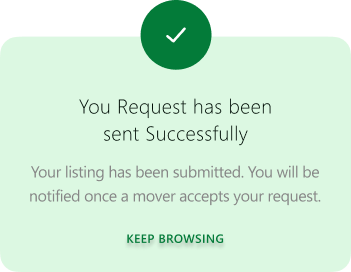 You Request has been
sent Successfully
Your listing has been submitted. You will be
notified once a mover accepts your request.
KEEP BROWSING